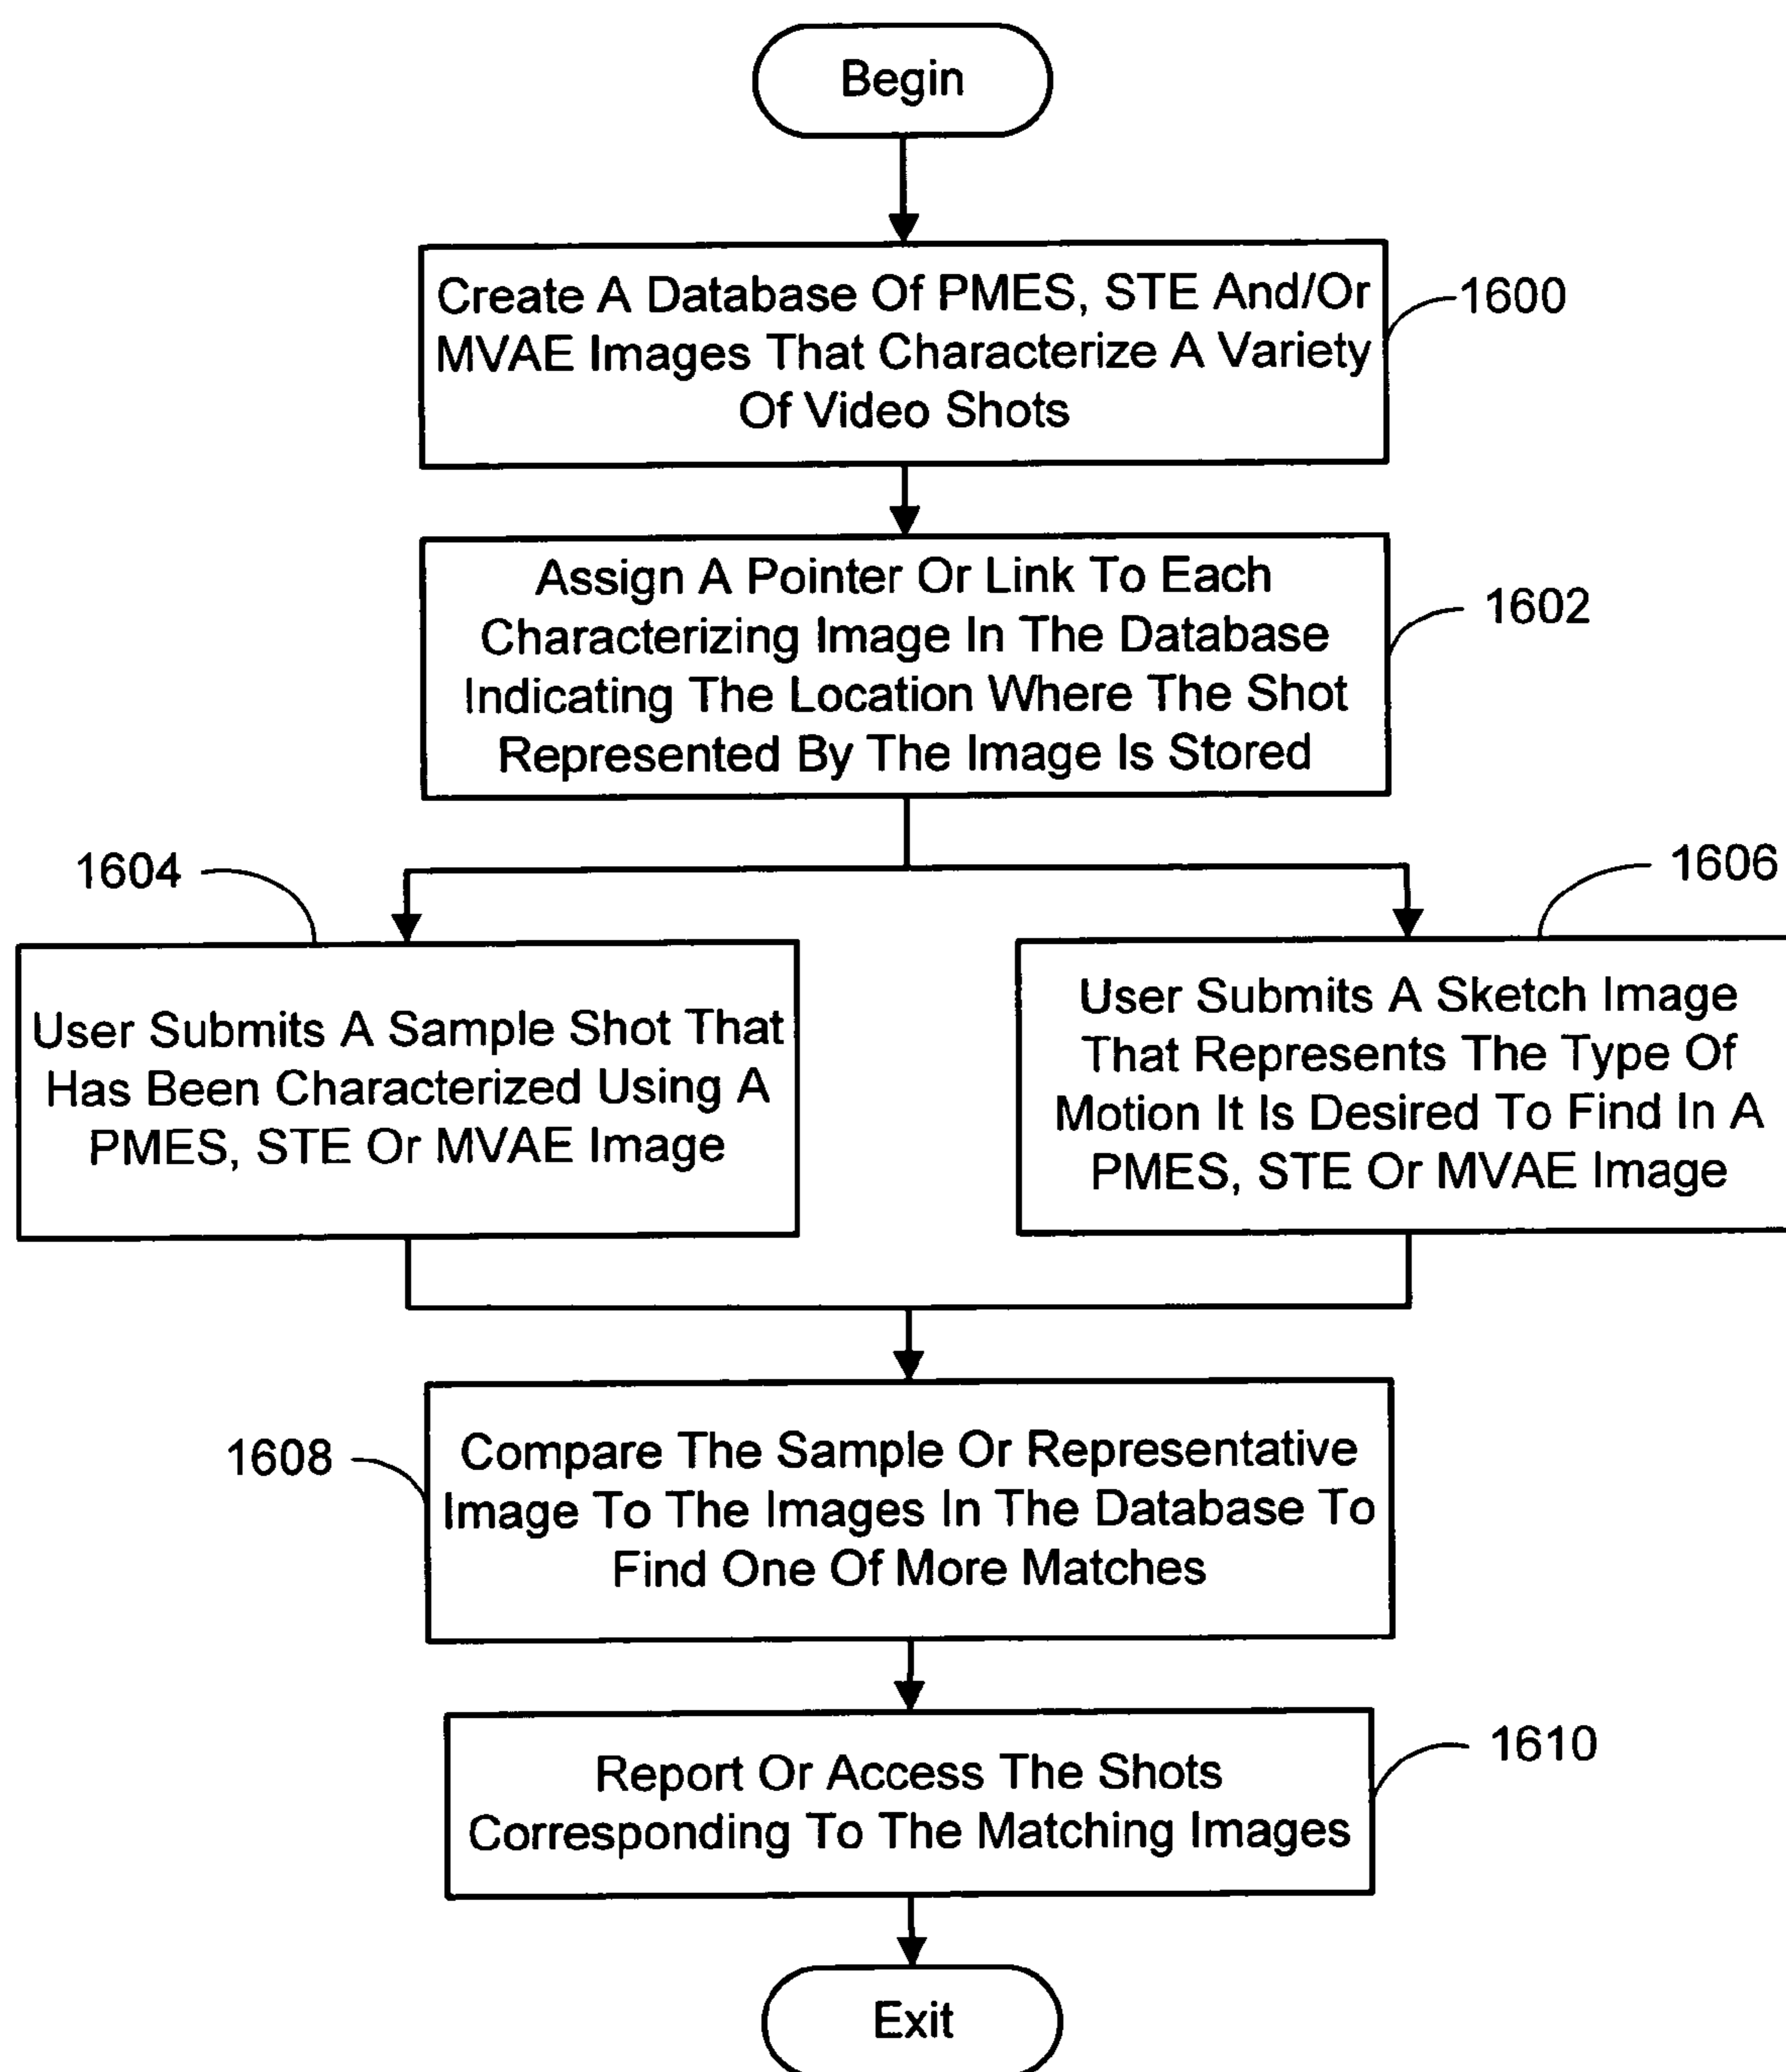 Begin
Create A Database Of PMES, STE And/Or
MVAE Images That Characterize A Variety
Of Video Shots
1600
Assign A Pointer Or Link To Each
Characterizing Image In The Database
Indicating The Location Where The Shot
Represented By The Image Is Stored
1602
1604
User Submits A Sample Shot That
Has Been Characterized Using A
PMES, STE Or MVAE Image
1606
User Submits A Sketch Image
That Represents The Type Of
Motion It Is Desired To Find In A
PMES, STE Or MVAE Image
1608
Compare The Sample Or Representative
Image To The Images In The Database To
Find One Of More Matches
Report Or Access The Shots
Corresponding To The Matching Images
1610
Exit